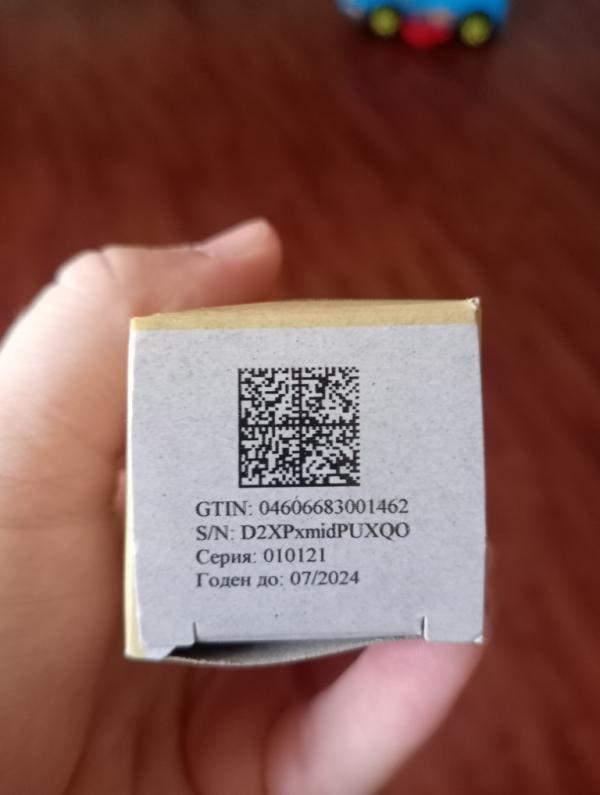 GTIN: 04606683001462
S/N: D2XPxmidPUXQO
Серия: 010121
Годен до: 07/2024